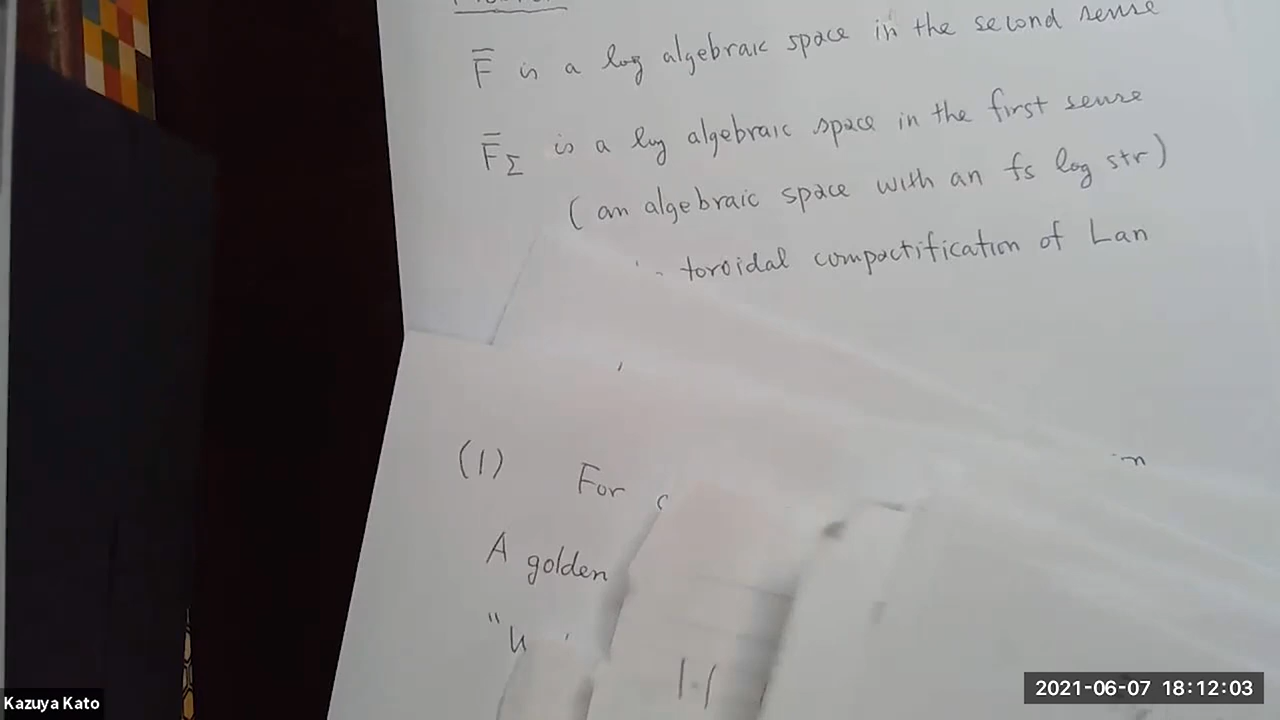 F̅ is a log algebraic space in the second sense
F̅_Σ is a log algebraic space in the first sense
(an algebraic space with an fs log str)
toroidal compactification of Lan
(1) For
A golden
Kazuya Kato
2021-06-07 18:12:03